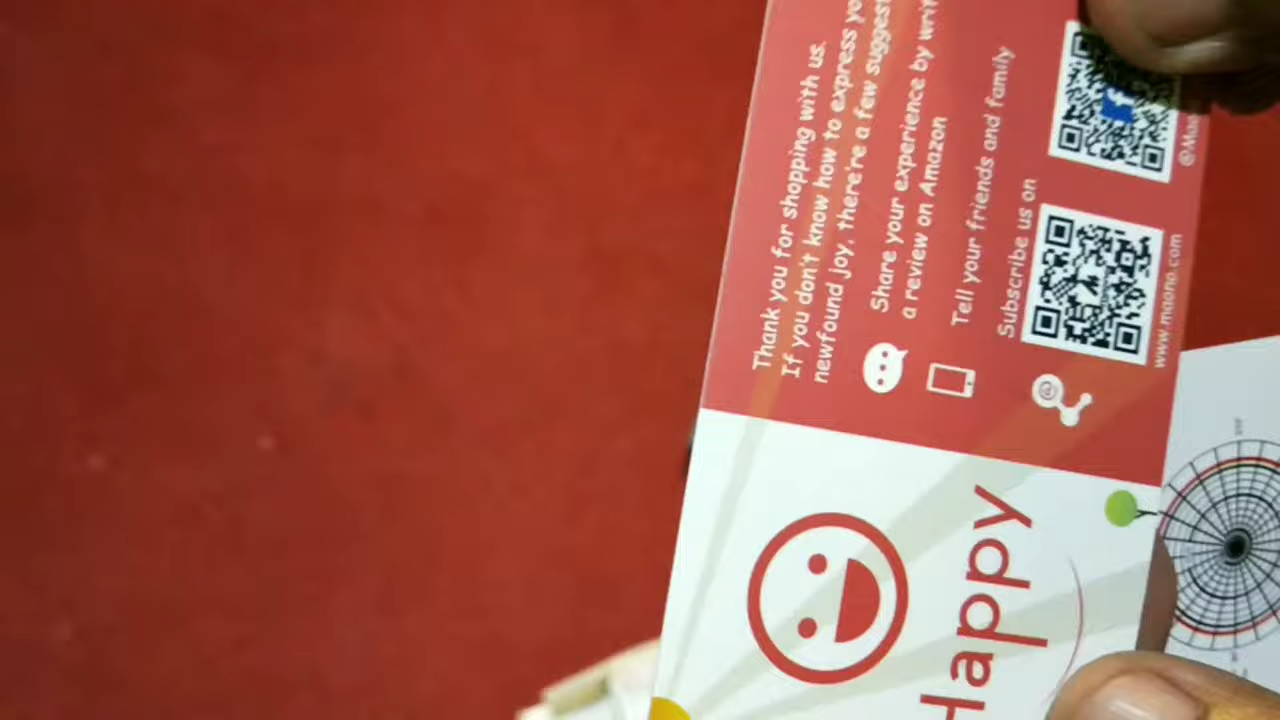 Thank you for shopping with us.
If you don't know how to express
newfound joy, there're a few
Share your experience by
a review on Amazon
Tell your friends and family
Subscribe us on
www.maono.com
Happy